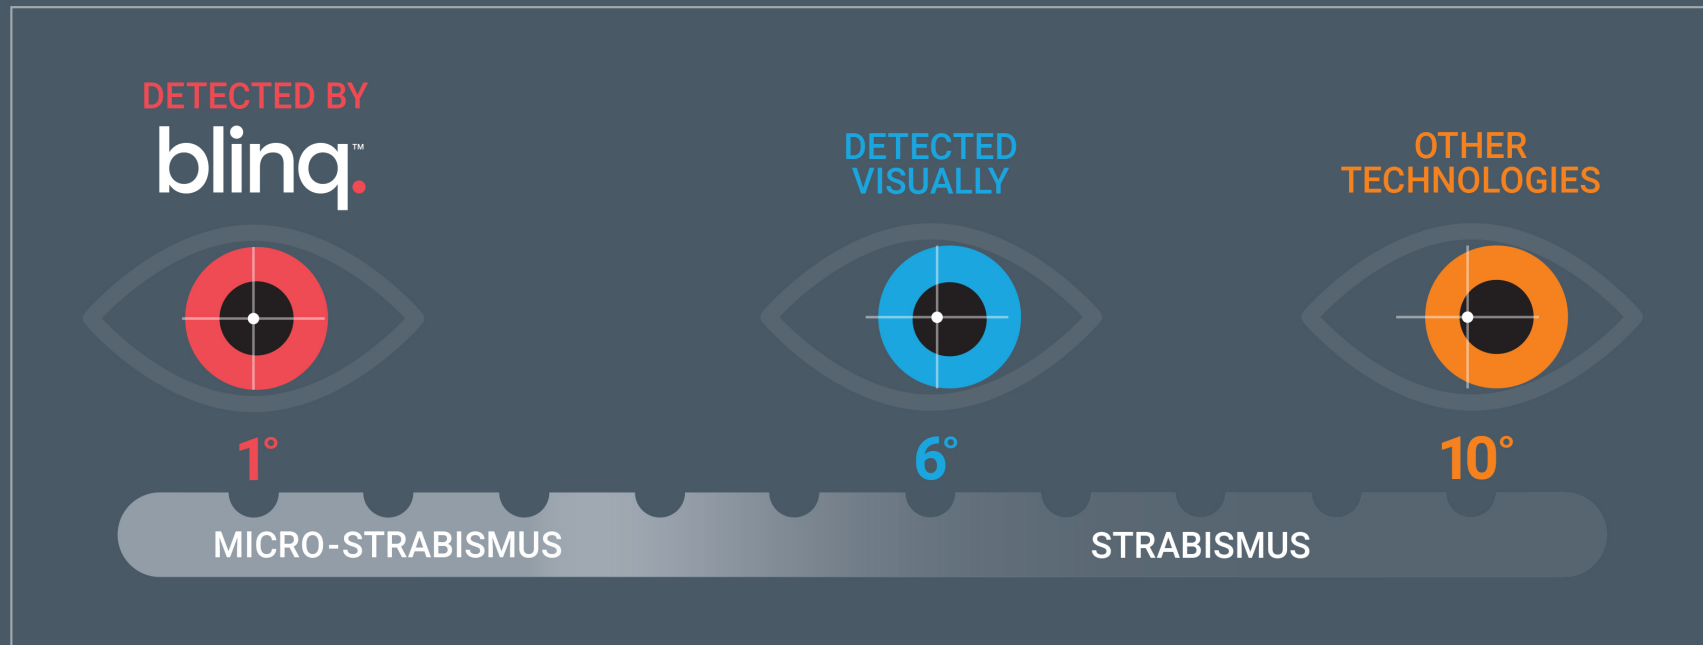 DETECTED BY
blinq.™
DETECTED
VISUALLY
OTHER
TECHNOLOGIES
1°
6°
10°
MICRO-STRABISMUS
STRABISMUS